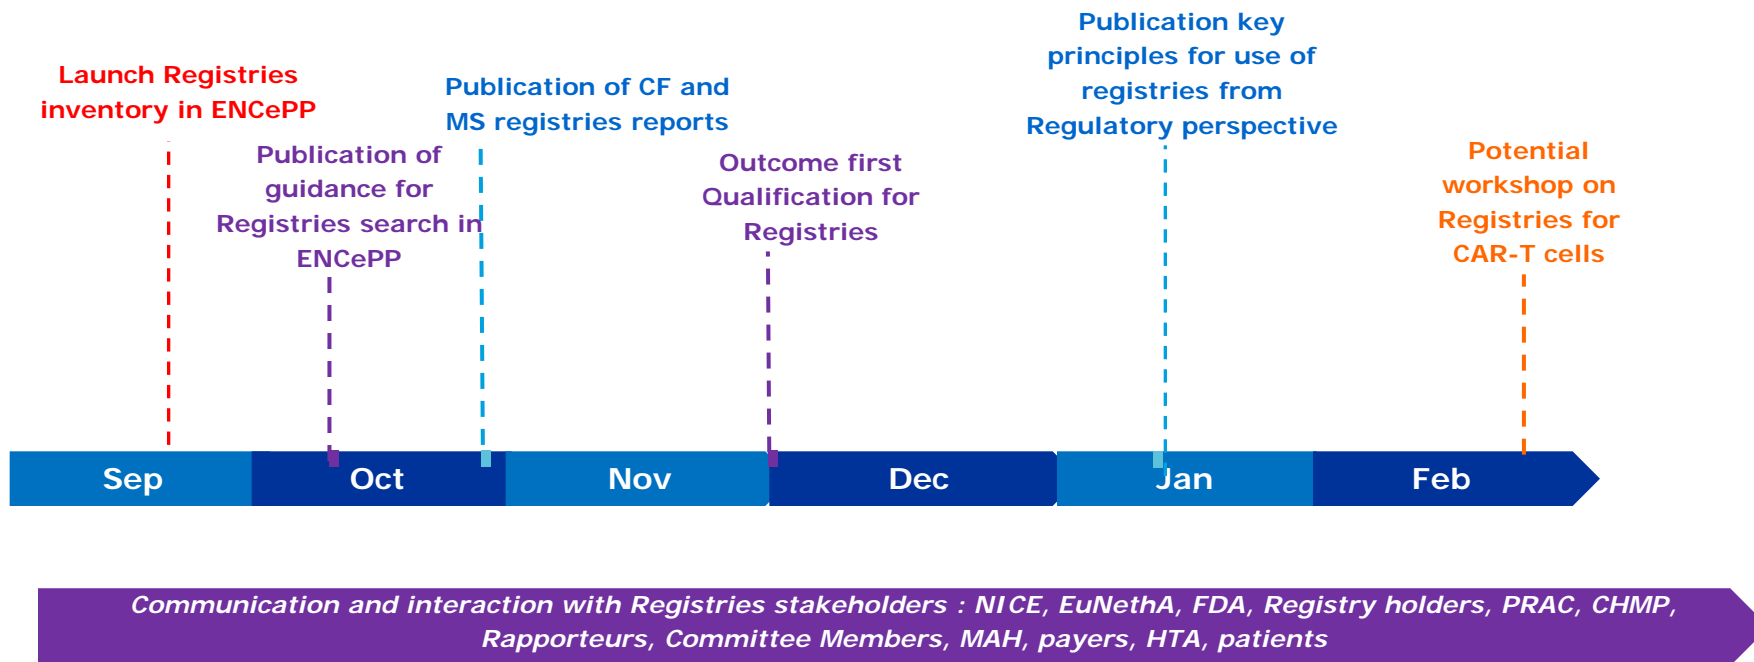 Launch Registries
inventory in ENCePP
Publication of
guidance for
Registries search in
ENCePP
Publication of CF and
MS registries reports
Outcome first
Qualification for
Registries
Publication key
principles for use of
registries from
Regulatory perspective
Potential
workshop on
Registries for
CAR-T cells
Sep
Oct
Nov
Dec
Jan
Feb
Communication and interaction with Registries stakeholders : NICE, EuNethA, FDA, Registry holders, PRAC, CHMP,
Rapporteurs, Committee Members, MAH, payers, HTA, patients